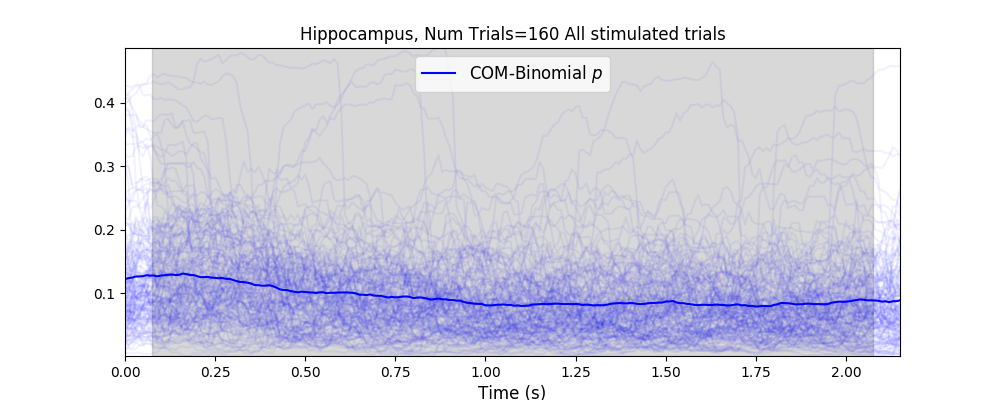 Hippocampus, Num Trials=160 All stimulated trials
COM-Binomial p
0.4
0.3
0.2
0.1
0.00 0.25 0.50 0.75 1.00 1.25 1.50 1.75 2.00
Time (s)